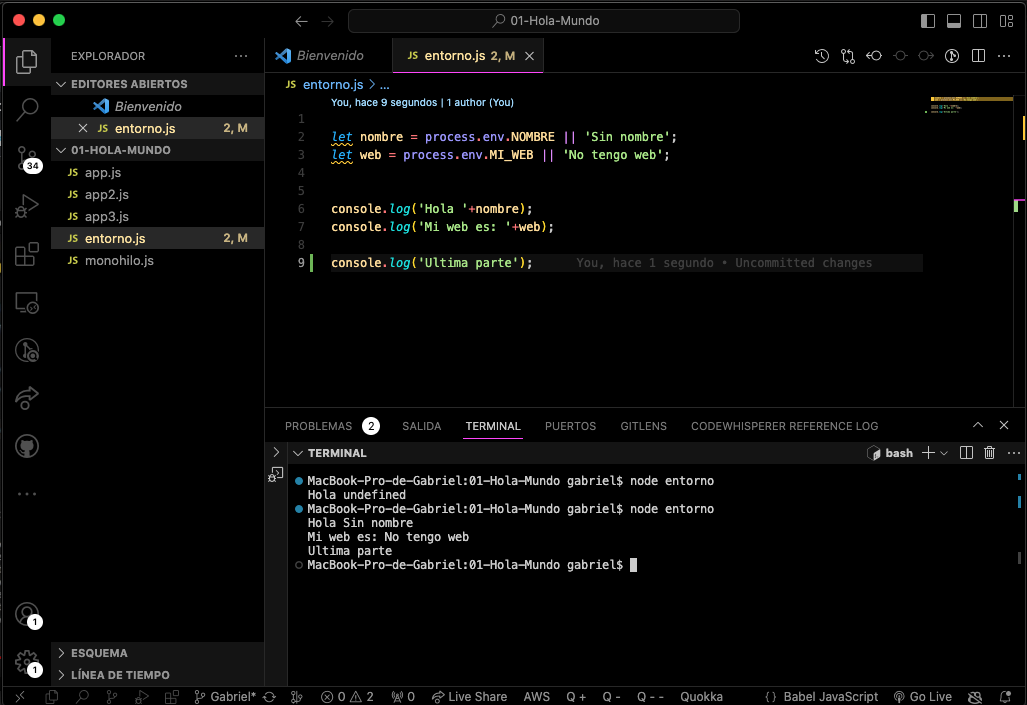 01-Hola-Mundo
EXPLORADOR
EDITORES ABIERTOS
Bienvenido
JS entorno.js 2, M
01-HOLA-MUNDO
JS app.js
JS app2.js
JS app3.js
JS entorno.js 2, M
JS monohilo.js
ESQUEMA
LÍNEA DE TIEMPO
34
1
1
Bienvenido
JS entorno.js 2, M
JS entorno.js > ...
You, hace 9 segundos | 1 author (You)
1
2 let nombre = process.env.NOMBRE || 'Sin nombre';
3 let web = process.env.MI_WEB || 'No tengo web';
4
5
6 console.log('Hola '+nombre);
7 console.log('Mi web es: '+web);
8
9 console.log('Ultima parte'); You, hace 1 segundo • Uncommitted changes
PROBLEMAS 2 SALIDA TERMINAL PUERTOS GITLENS CODEWHISPERER REFERENCE LOG
TERMINAL bash
MacBook-Pro-de-Gabriel:01-Hola-Mundo gabriel$ node entorno
Hola undefined
MacBook-Pro-de-Gabriel:01-Hola-Mundo gabriel$ node entorno
Hola Sin nombre
Mi web es: No tengo web
Ultima parte
MacBook-Pro-de-Gabriel:01-Hola-Mundo gabriel$
Gabriel* 0 2 0 Live Share AWS Q + Q - Q - - Quokka {} Babel JavaScript Go Live